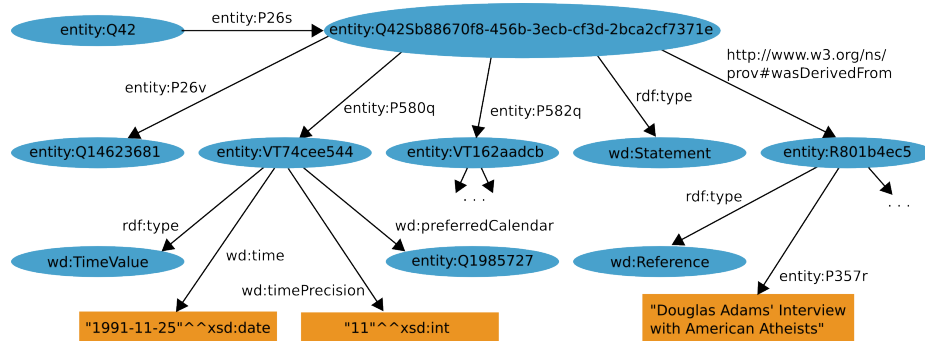 entity:P26s
entity:Q42
entity:Q42Sb88670f8-456b-3ecb-cf3d-2bca2cf7371e
http://www.w3.org/ns/
prov#wasDerivedFrom
entity:P26v
entity:P580q
entity:P582q
rdf:type
entity:Q14623681
entity:VT74cee544
entity:VT162aadcb
wd:Statement
entity:R801b4ec5
. . .
. . .
rdf:type
wd:preferredCalendar
rdf:type
wd:time
wd:TimeValue
entity:Q1985727
wd:Reference
wd:timePrecision
entity:P357r
"1991-11-25"^^xsd:date
"11"^^xsd:int
"Douglas Adams' Interview
with American Atheists"